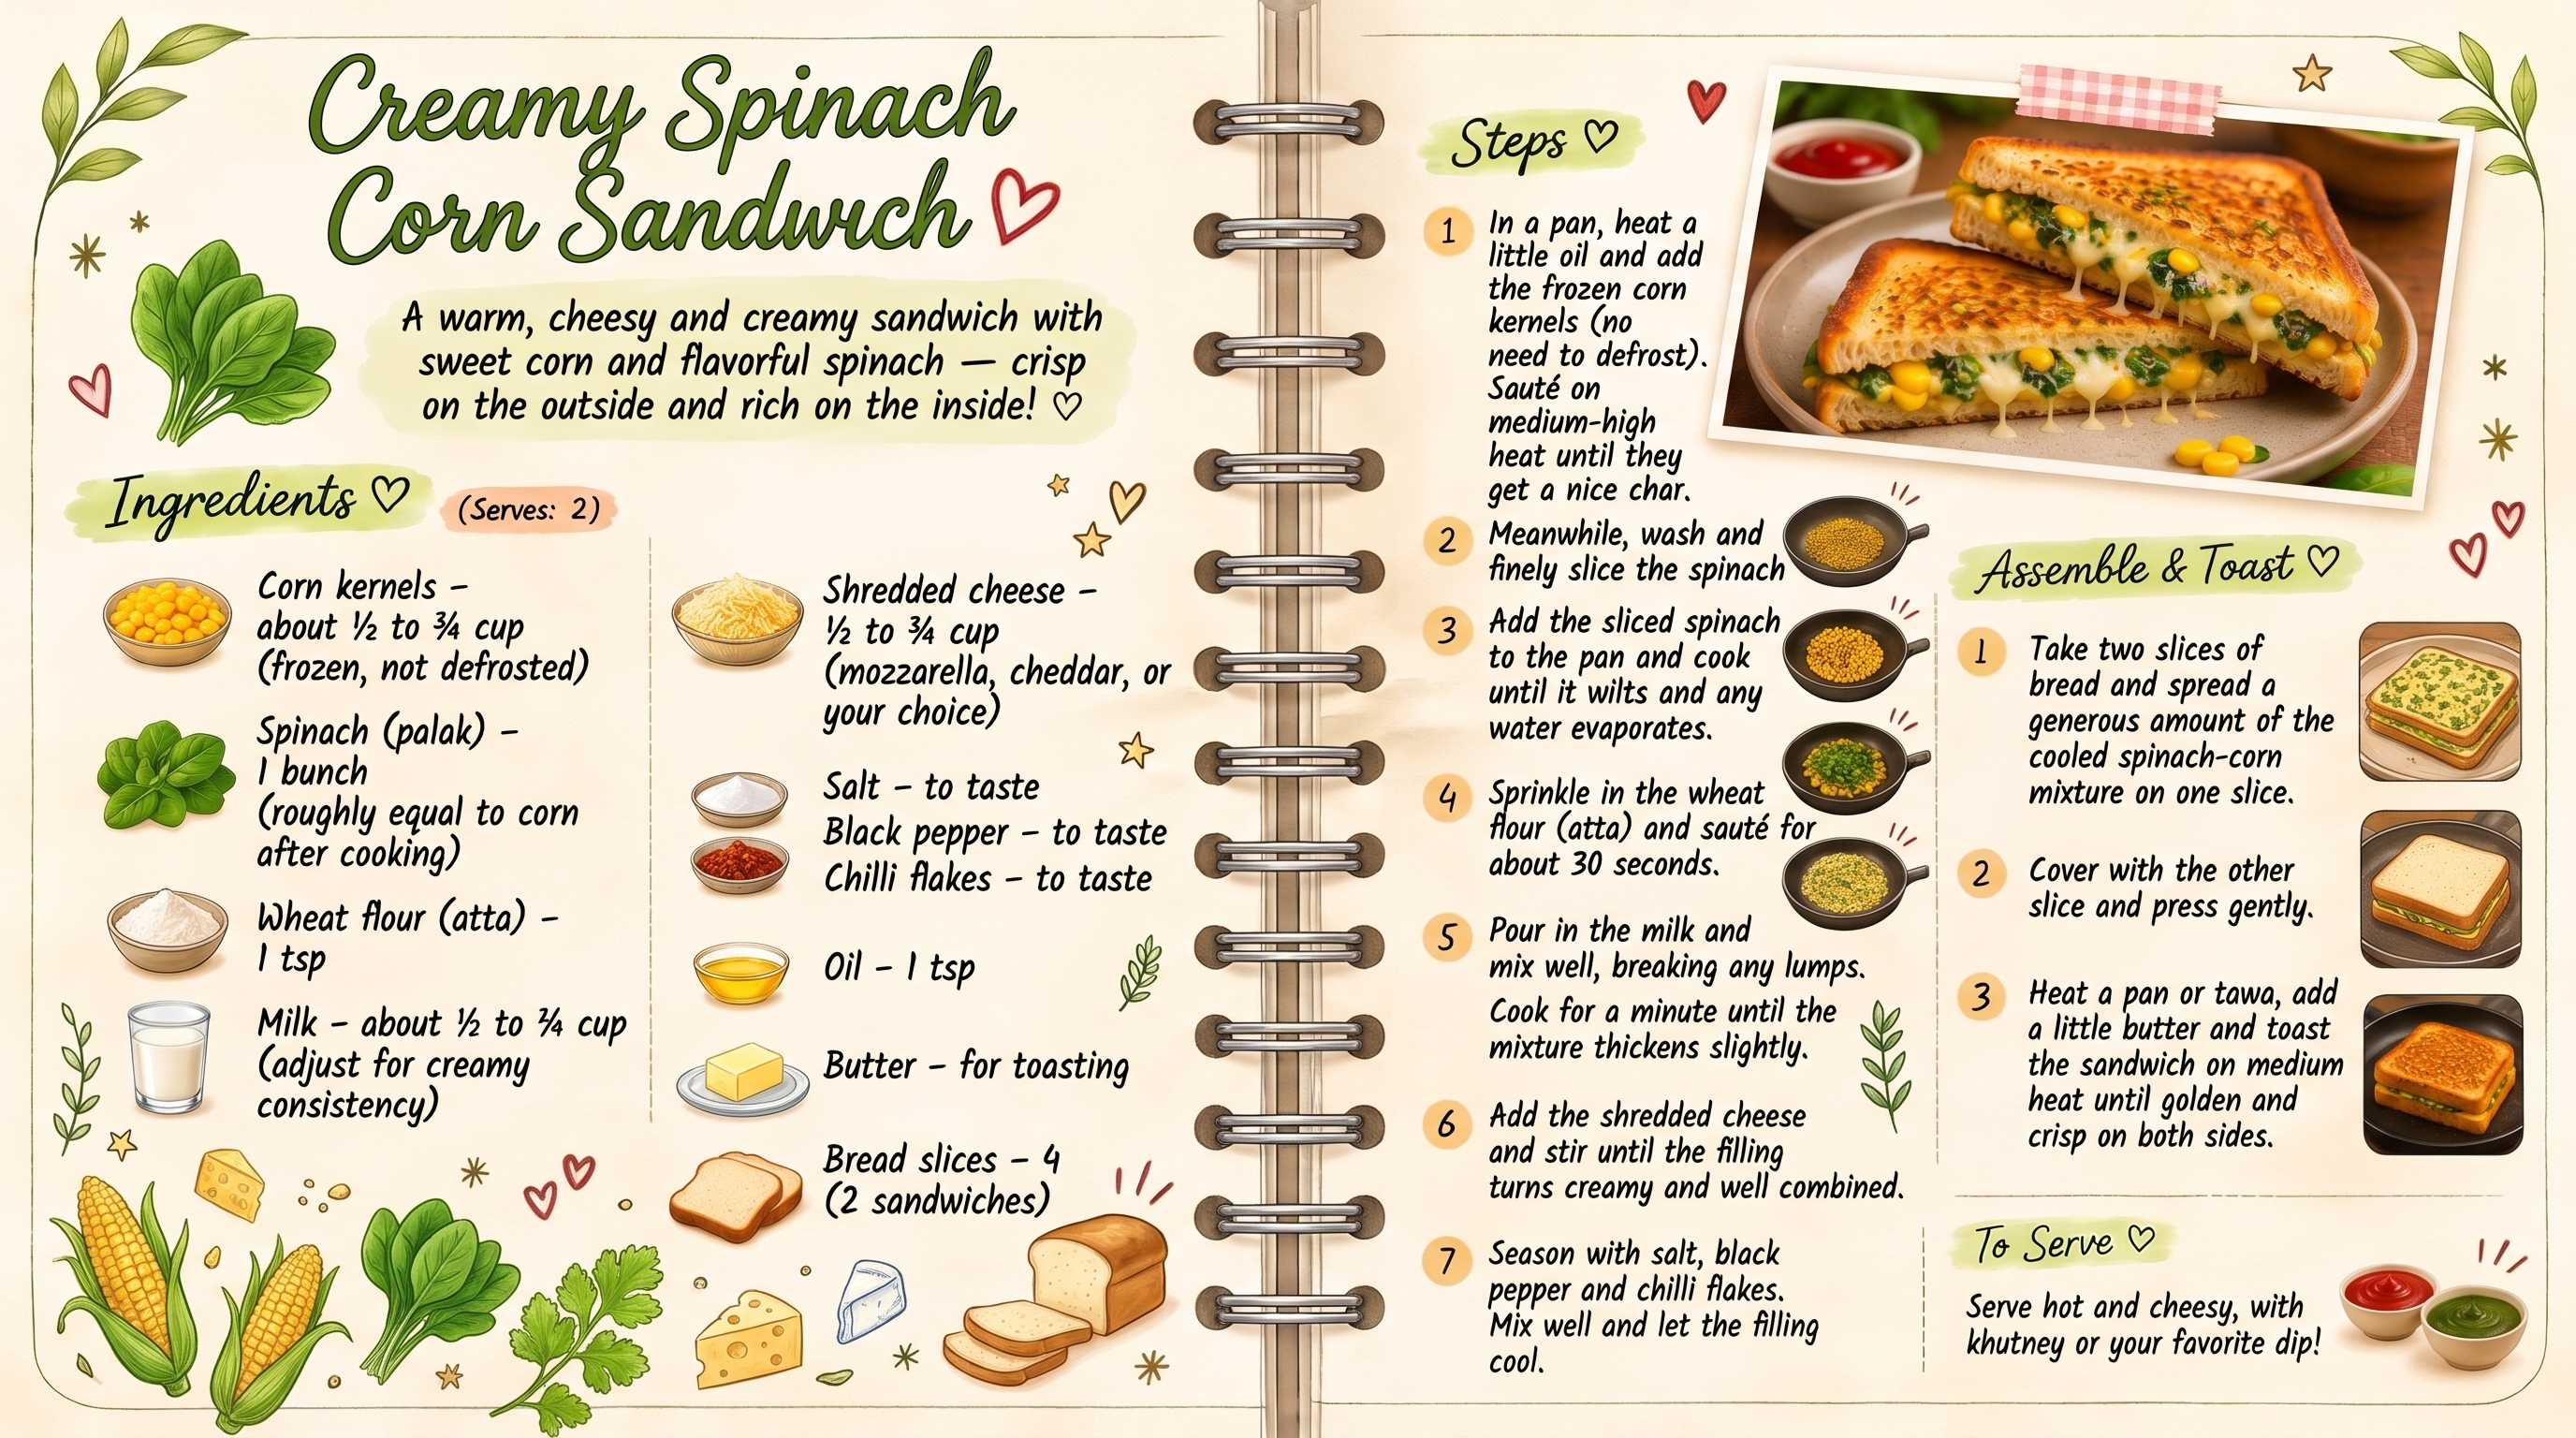 Creamy Spinach
Corn Sandwich
A warm, cheesy and creamy sandwich with
sweet corn and flavorful spinach — crisp
on the outside and rich on the inside! ♡
Ingredients ♡
(Serves: 2)
Corn kernels –
about ½ to ¾ cup
(frozen, not defrosted)
Spinach (palak) –
1 bunch
(roughly equal to corn
after cooking)
Wheat flour (atta) –
1 tsp
Milk – about ½ to ¾ cup
(adjust for creamy
consistency)
Shredded cheese –
½ to ¾ cup
(mozzarella, cheddar, or
your choice)
Salt – to taste
Black pepper – to taste
Chilli flakes – to taste
Oil – 1 tsp
Butter – for toasting
Bread slices – 4
(2 sandwiches)
Steps ♡
1 In a pan, heat a
little oil and add
the frozen corn
kernels (no
need to defrost).
Sauté on
medium-high
heat until they
get a nice char.
2 Meanwhile, wash and
finely slice the spinach
3 Add the sliced spinach
to the pan and cook
until it wilts and any
water evaporates.
4 Sprinkle in the wheat
flour (atta) and sauté for
about 30 seconds.
5 Pour in the milk and
mix well, breaking any lumps.
Cook for a minute until the
mixture thickens slightly.
6 Add the shredded cheese
and stir until the filling
turns creamy and well combined.
7 Season with salt, black
pepper and chilli flakes.
Mix well and let the filling
cool.
Assemble & Toast ♡
1 Take two slices of
bread and spread a
generous amount of the
cooled spinach-corn
mixture on one slice.
2 Cover with the other
slice and press gently.
3 Heat a pan or tawa, add
a little butter and toast
the sandwich on medium
heat until golden and
crisp on both sides.
To Serve ♡
Serve hot and cheesy, with
khutney or your favorite dip!